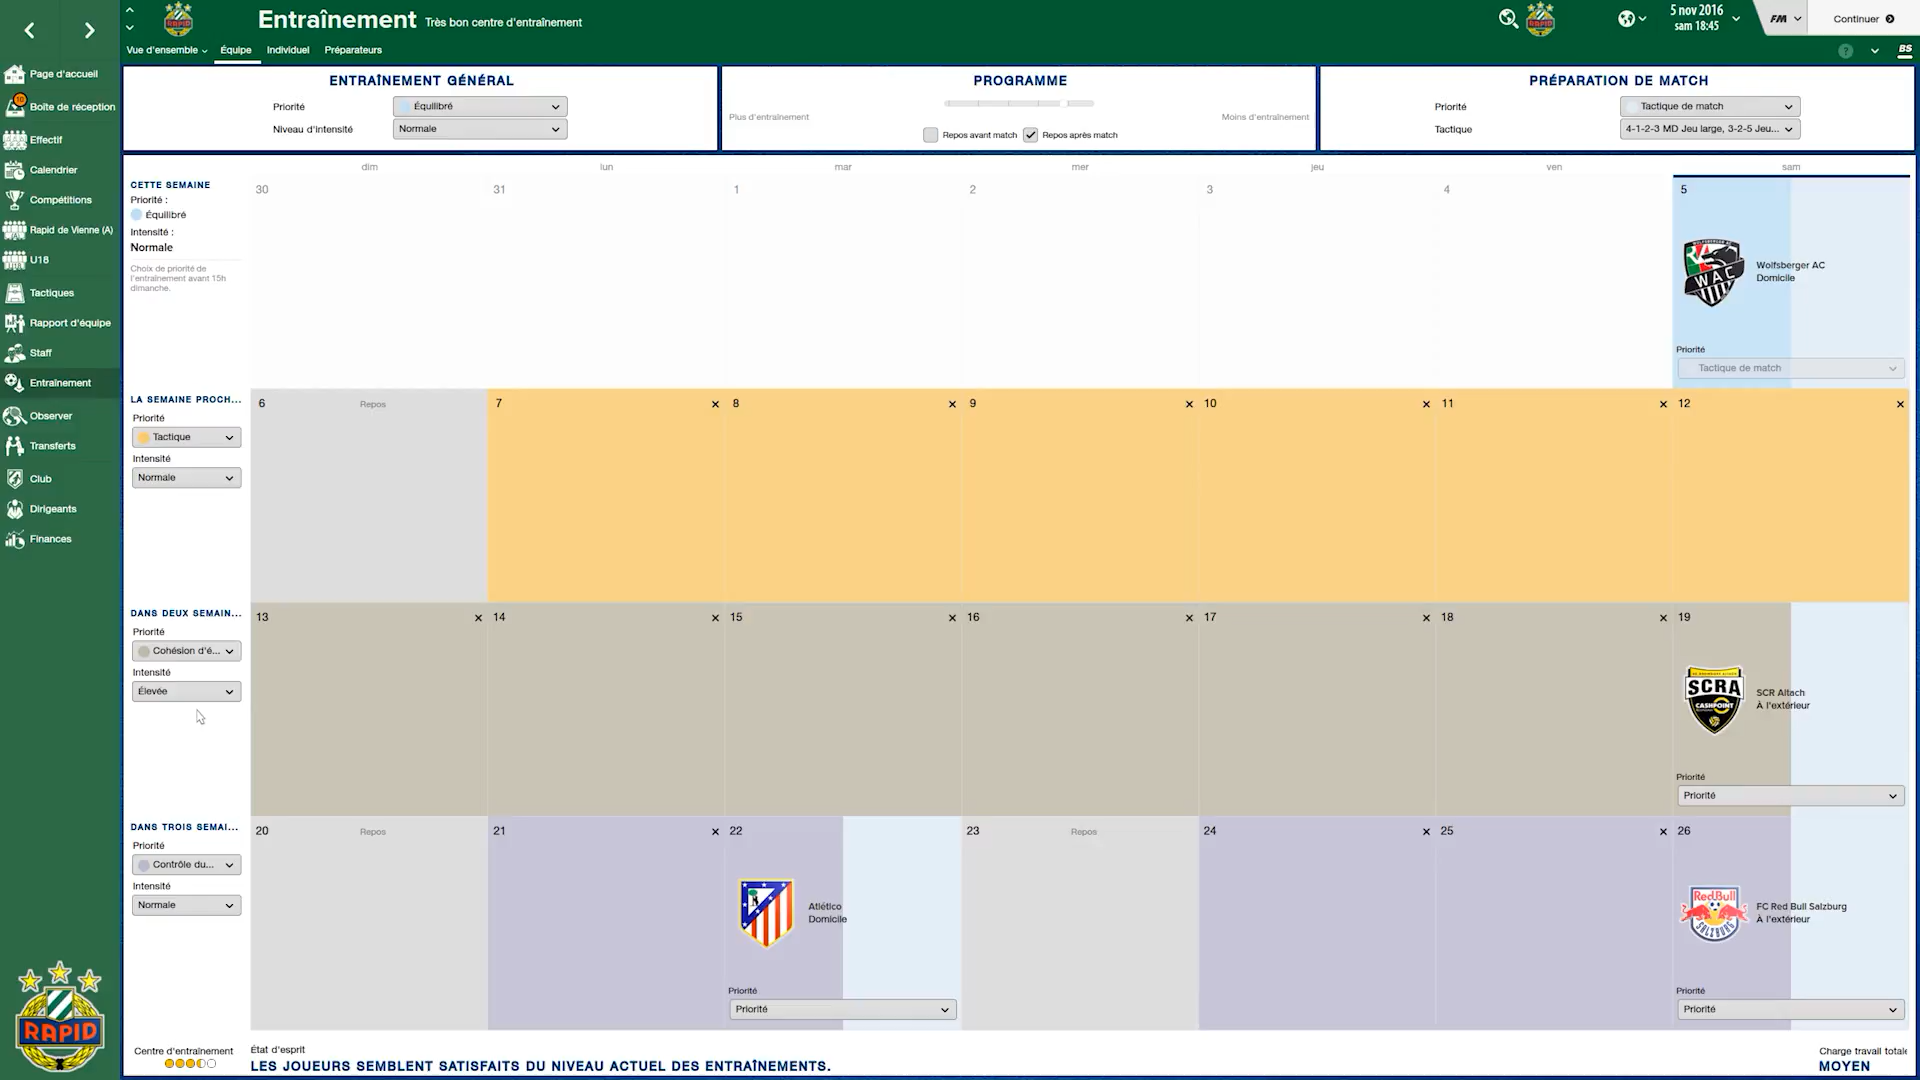 Entraînement Très bon centre d'entraînement
5 nov 2016
sam 18:45
FM
Continuer
Vue d'ensemble
Équipe
Individuel
Préparateurs
?
BS
Page d'accueil
10
Boîte de réception
Effectif
Calendrier
Compétitions
Rapid de Vienne (A)
U18
Tactiques
Rapport d'équipe
Staff
Entraînement
Observer
Transferts
Club
Dirigeants
Finances
RAPID
ENTRAÎNEMENT GÉNÉRAL
Priorité
Équilibré
Niveau d'intensité
Normale
PROGRAMME
Plus d'entraînement
Moins d'entraînement
Repos avant match
Repos après match
PRÉPARATION DE MATCH
Priorité
Tactique de match
Tactique
4-1-2-3 MD Jeu large, 3-2-5 Jeu...
dim lun mar mer jeu ven sam
CETTE SEMAINE
Priorité :
Équilibré
Intensité :
Normale
Choix de priorité de
l'entraînement avant 15h
dimanche.
30 31 1 2 3 4 5
WAC
Wolfsberger AC
Domicile
Priorité
Tactique de match
LA SEMAINE PROCH...
Priorité
Tactique
Intensité
Normale
6 Repos 7 8 9 10 11 12
DANS DEUX SEMAIN...
Priorité
Cohésion d'é...
Intensité
Élevée
13 14 15 16 17 18 19
SCRA
CASHPOINT
SCR Altach
À l'extérieur
Priorité
Priorité
DANS TROIS SEMAI...
Priorité
Contrôle du...
Intensité
Normale
20 Repos 21 22 23 Repos 24 25 26
Atlético
Domicile
Priorité
Priorité
RedBull
SALZBURG
FC Red Bull Salzburg
À l'extérieur
Priorité
Priorité
Centre d'entraînement
État d'esprit
LES JOUEURS SEMBLENT SATISFAITS DU NIVEAU ACTUEL DES ENTRAÎNEMENTS.
Charge travail totale
MOYEN